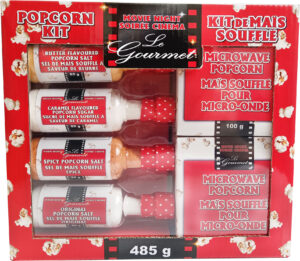 POPCORN
KIT
MOVIE NIGHT
SOIRÉE CINÉMA
Le
Gourmet
KIT DE MAÏS
SOUFFLÉ
BUTTER FLAVOURED
POPCORN SALT
SEL DE MAÏS SOUFFLÉ À
SAVEUR DE BEURRE
CARAMEL FLAVOURED
POPCORN SUGAR
SUCRE DE MAÏS SOUFFLÉ À
SAVEUR DE CARAMEL
SPICY POPCORN SALT
SEL DE MAÏS SOUFFLÉ
ÉPICÉ
ORIGINAL
POPCORN SALT
SEL DE MAÏS SOUFFLÉ
ORIGINAL
MICROWAVE
POPCORN
MAÏS SOUFFLÉ
POUR
MICRO-ONDE
100 g
Le Gourmet
MICROWAVE
POPCORN
MAÏS SOUFFLÉ
POUR
MICRO-ONDE
485 g